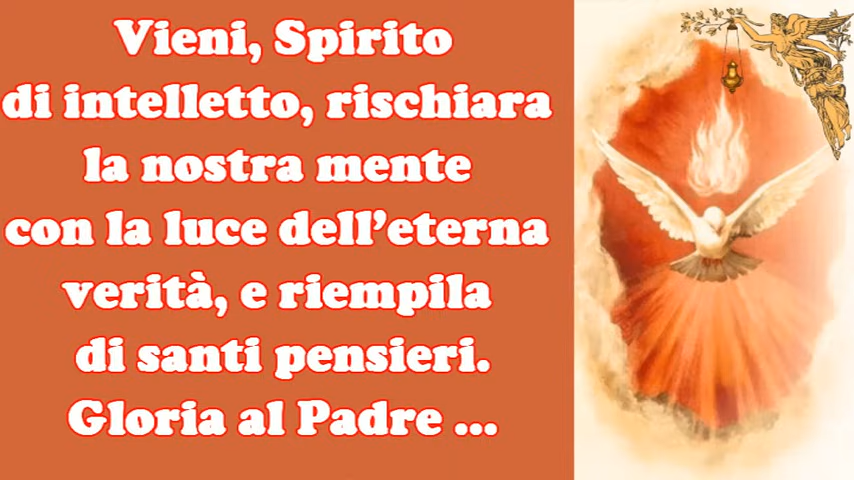 Vieni, Spirito
di intelletto, rischiara
la nostra mente
con la luce dell’eterna
verità, e riempila
di santi pensieri.
Gloria al Padre ...